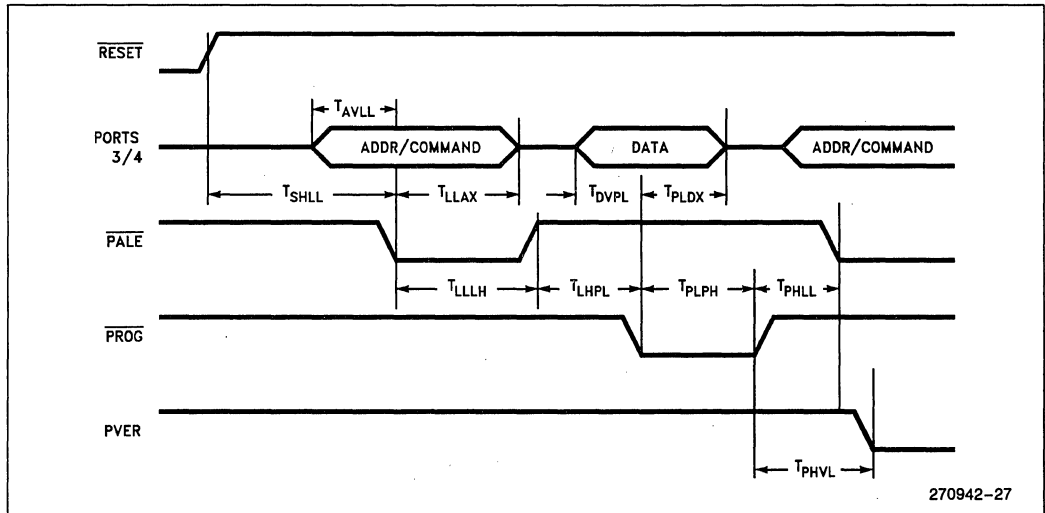 RESET
T_AVLL
PORTS
3/4
ADDR/COMMAND
DATA
ADDR/COMMAND
T_SHLL
T_LLAX
T_DVPL
T_PLDX
PALE
T_LLLH
T_LHPL
T_PLPH
T_PHLL
PROG
PVER
T_PHVL
270942-27